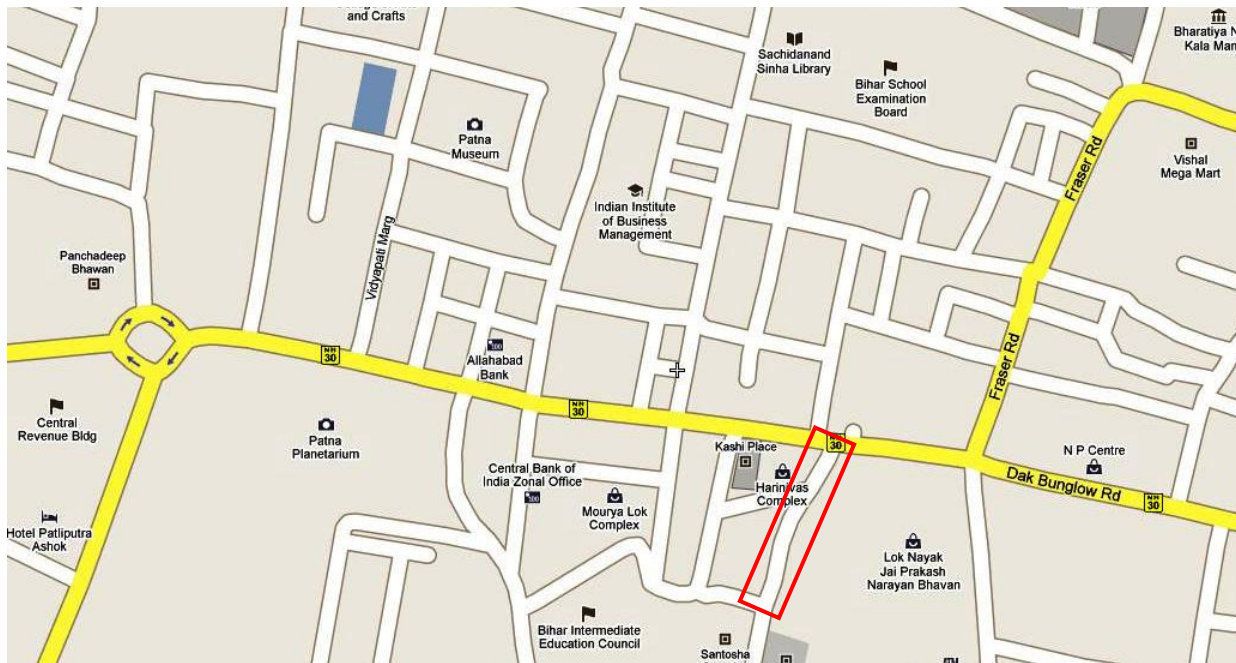 and Crafts
Bharatiya N
Kala Man
Sachidanand
Sinha Library
Bihar School
Examination
Board
Patna
Museum
Fraser Rd
Vishal
Mega Mart
Indian Institute
of Business
Management
Vidyapati Marg
Panchadeep
Bhawan
NH
30
Allahabad
Bank
Fraser Rd
NH
30
Central
Revenue Bldg
Patna
Planetarium
Kashi Place
NH
30
N P Centre
Central Bank of
India Zonal Office
Mourya Lok
Complex
Harinivas
Complex
Dak Bunglow Rd
NH
30
Hotel Patliputra
Ashok
Lok Nayak
Jai Prakash
Narayan Bhavan
Bihar Intermediate
Education Council
Santosha